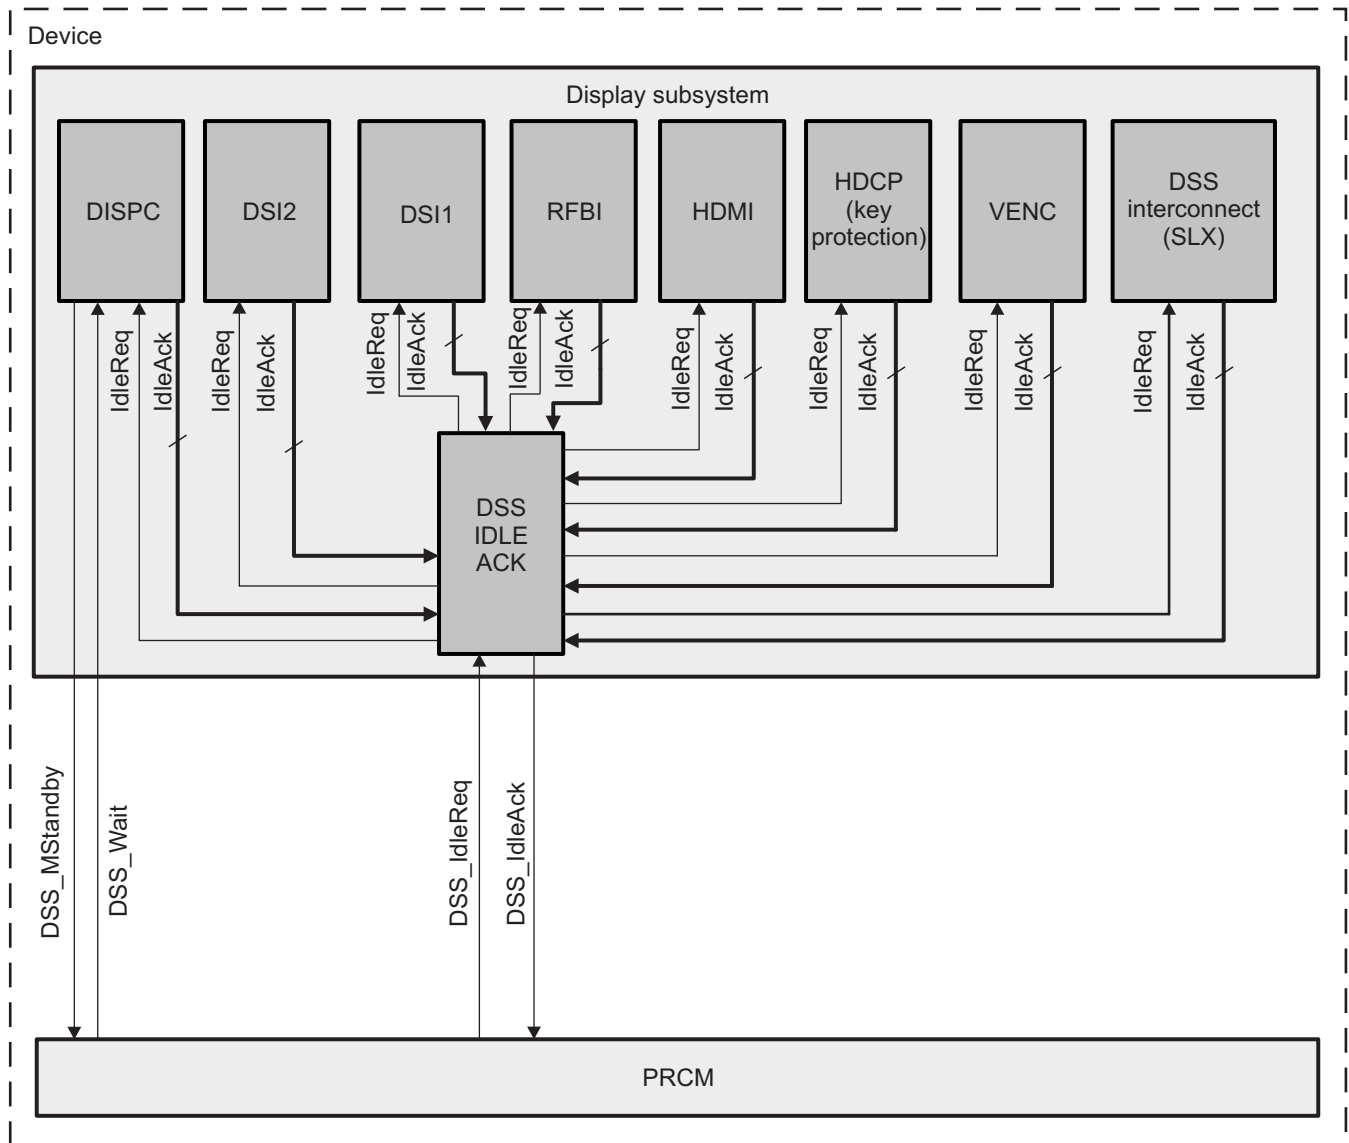 Device
Display subsystem
DISPC
DSI2
DSI1
RFBI
HDMI
HDCP
(key
protection)
VENC
DSS
interconnect
(SLX)
IdleReq
IdleAck
IdleReq
IdleAck
IdleReq
IdleAck
IdleReq
IdleAck
IdleReq
IdleAck
IdleReq
IdleAck
IdleReq
IdleAck
IdleReq
IdleAck
DSS
IDLE
ACK
DSS_MStandby
DSS_Wait
DSS_IdleReq
DSS_IdleAck
PRCM